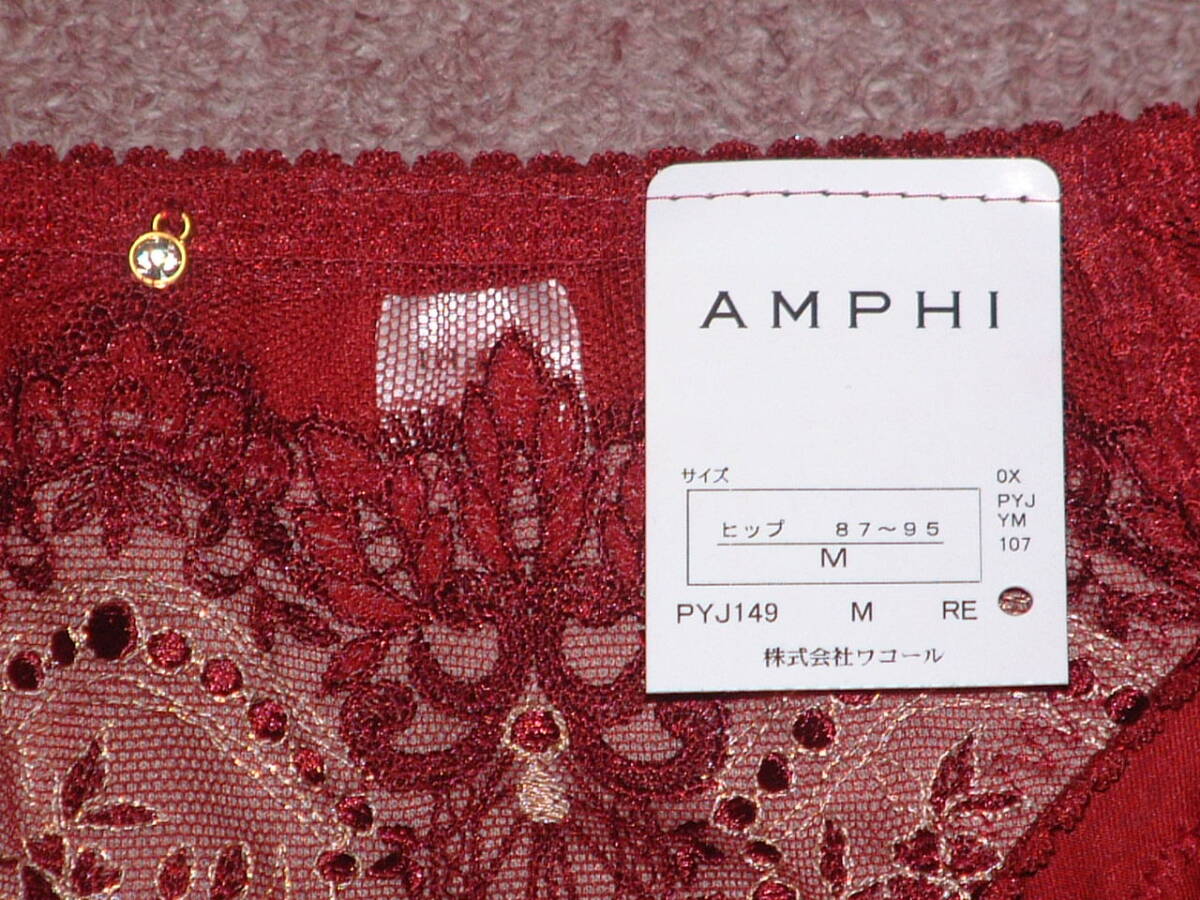 AMPHI
サイズ
ヒップ 87～95
M
0X
PYJ
YM
107
PYJ149 M RE
株式会社ワコール